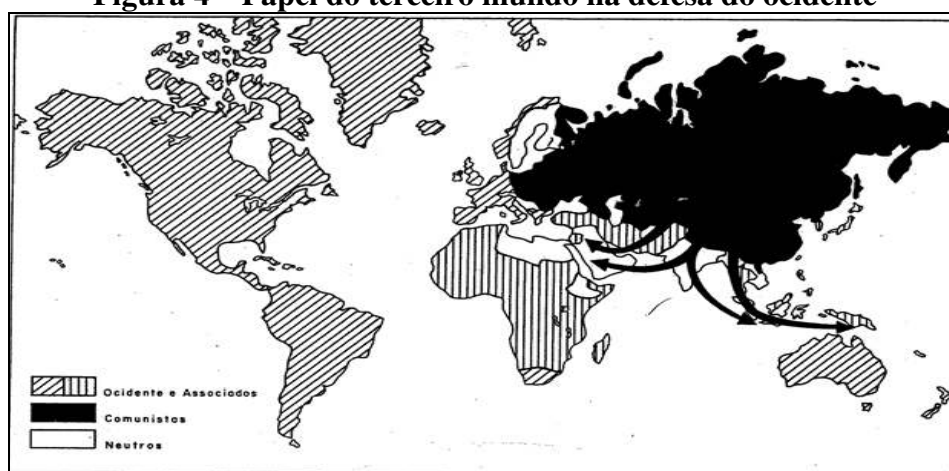 Figura 4 – Papel do terceiro mundo na defesa do ocidente
Ocidente e Associados
Comunistas
Neutros